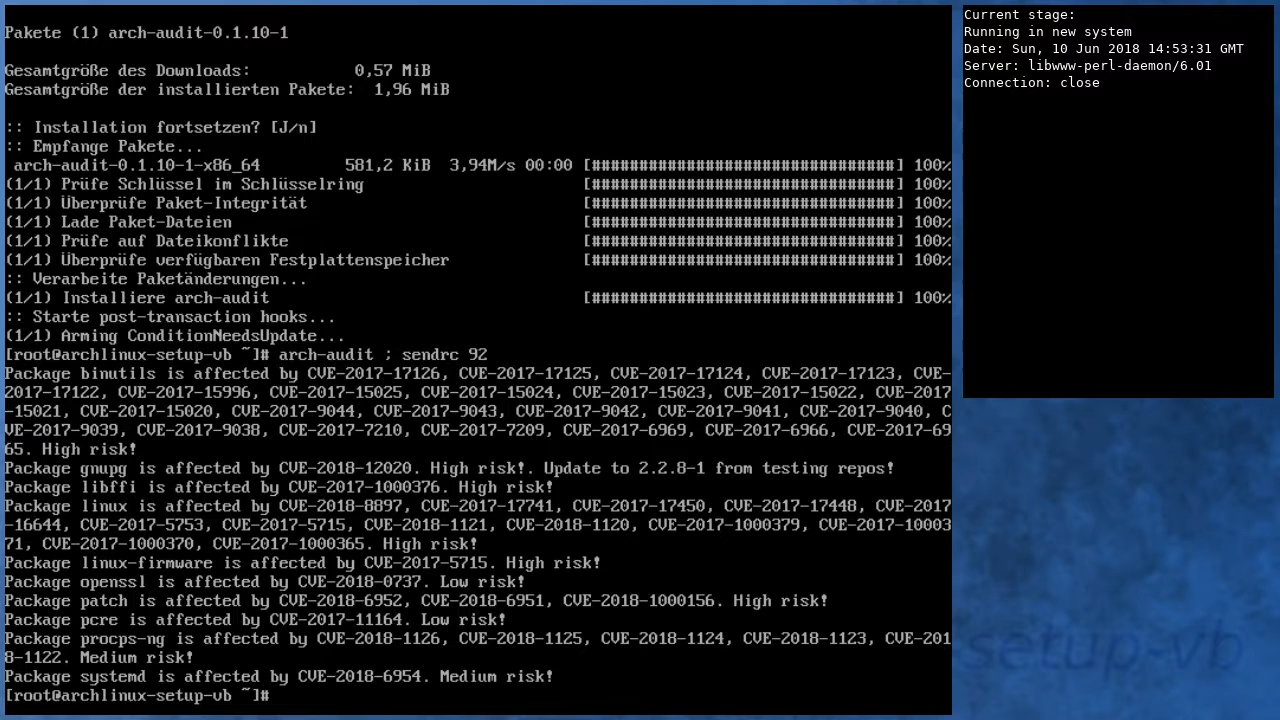 Pakete (1) arch-audit-0.1.10-1
Gesamtgröße des Downloads:           0,57 MiB
Gesamtgröße der installierten Pakete:  1,96 MiB
:: Installation fortsetzen? [J/n]
:: Empfange Pakete...
arch-audit-0.1.10-1-x86_64         581,2 KiB  3,94M/s 00:00 [################################] 100%
(1/1) Prüfe Schlüssel im Schlüsselring                       [################################] 100%
(1/1) Überprüfe Paket-Integrität                             [################################] 100%
(1/1) Lade Paket-Dateien                                     [################################] 100%
(1/1) Prüfe auf Dateikonflikte                               [################################] 100%
(1/1) Überprüfe verfügbaren Festplattenspeicher              [################################] 100%
:: Verarbeite Paketänderungen...
(1/1) Installiere arch-audit                                 [################################] 100%
:: Starte post-transaction hooks...
(1/1) Arming ConditionNeedsUpdate...
[root@archlinux-setup-vb ~]# arch-audit ; sendrc 92
Package binutils is affected by CVE-2017-17126, CVE-2017-17125, CVE-2017-17124, CVE-2017-17123, CVE-
2017-17122, CVE-2017-15996, CVE-2017-15025, CVE-2017-15024, CVE-2017-15023, CVE-2017-15022, CVE-2017
-15021, CVE-2017-15020, CVE-2017-9044, CVE-2017-9043, CVE-2017-9042, CVE-2017-9041, CVE-2017-9040, C
VE-2017-9039, CVE-2017-9038, CVE-2017-7210, CVE-2017-7209, CVE-2017-6969, CVE-2017-6966, CVE-2017-69
65. High risk!
Package gnupg is affected by CVE-2018-12020. High risk!. Update to 2.2.8-1 from testing repos!
Package libffi is affected by CVE-2017-1000376. High risk!
Package linux is affected by CVE-2018-8897, CVE-2017-17741, CVE-2017-17450, CVE-2017-17448, CVE-2017
-16644, CVE-2017-5753, CVE-2017-5715, CVE-2018-1121, CVE-2018-1120, CVE-2017-1000379, CVE-2017-10003
71, CVE-2017-1000370, CVE-2017-1000365. High risk!
Package linux-firmware is affected by CVE-2017-5715. High risk!
Package openssl is affected by CVE-2018-0737. Low risk!
Package patch is affected by CVE-2018-6952, CVE-2018-6951, CVE-2018-1000156. High risk!
Package pcre is affected by CVE-2017-11164. Low risk!
Package procps-ng is affected by CVE-2018-1126, CVE-2018-1125, CVE-2018-1124, CVE-2018-1123, CVE-201
8-1122. Medium risk!
Package systemd is affected by CVE-2018-6954. Medium risk!
[root@archlinux-setup-vb ~]#
Current stage:
Running in new system
Date: Sun, 10 Jun 2018 14:53:31 GMT
Server: libwww-perl-daemon/6.01
Connection: close
setup-vb